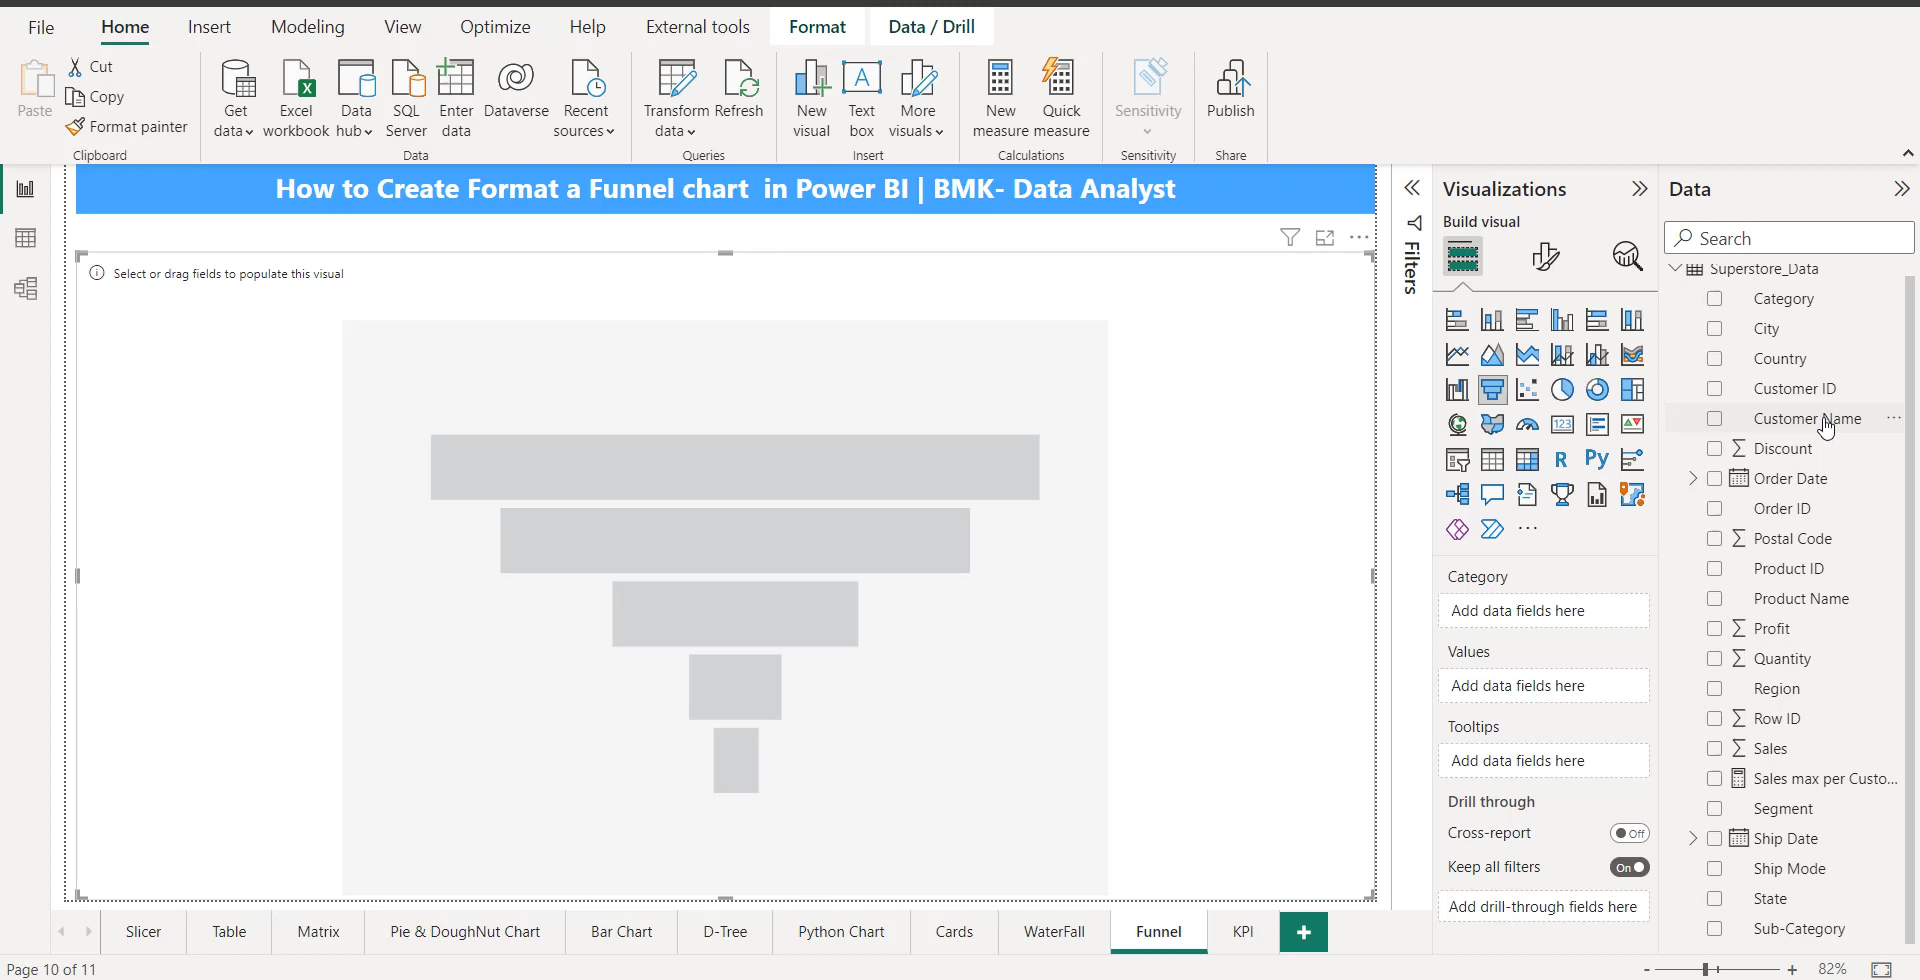 File Home Insert Modeling View Optimize Help External tools Format Data / Drill
Paste
Cut
Copy
Format painter
Clipboard
Get data
Excel workbook
Data hub
SQL Server
Enter data
Dataverse
Recent sources
Data
Transform data
Refresh
Queries
New visual
Text box
More visuals
Insert
New measure
Quick measure
Calculations
Sensitivity
Sensitivity
Publish
Share
How to Create Format a Funnel chart in Power BI | BMK- Data Analyst
Select or drag fields to populate this visual
Filters
Visualizations
Build visual
123
R
Py
Category
Add data fields here
Values
Add data fields here
Tooltips
Add data fields here
Drill through
Cross-report Off
Keep all filters On
Add drill-through fields here
Data
Search
Superstore_Data
Category
City
Country
Customer ID
Customer Name
Discount
Order Date
Order ID
Postal Code
Product ID
Product Name
Profit
Quantity
Region
Row ID
Sales
Sales max per Custo...
Segment
Ship Date
Ship Mode
State
Sub-Category
Slicer Table Matrix Pie & DoughNut Chart Bar Chart D-Tree Python Chart Cards WaterFall Funnel KPI +
Page 10 of 11
- + 82%